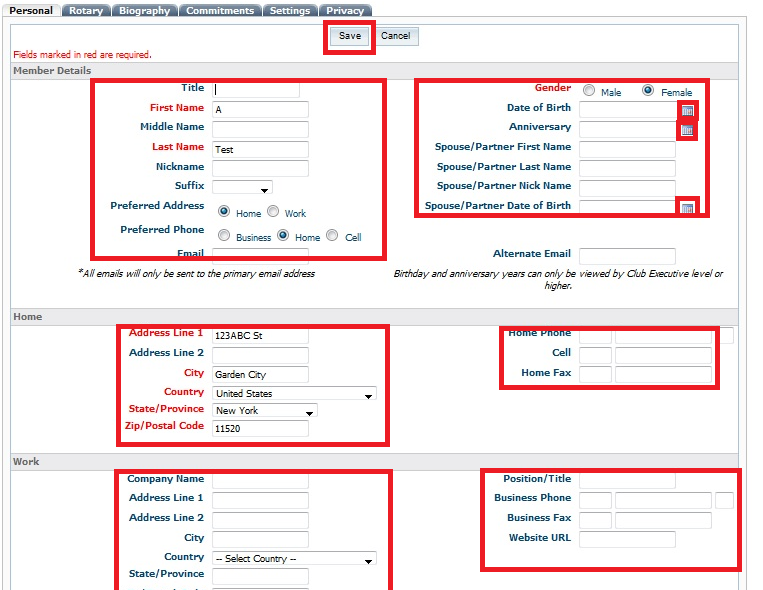 Personal Rotary Biography Commitments Settings Privacy
Save Cancel
Fields marked in red are required.
Member Details
Title
Gender Male Female
First Name A
Date of Birth
Middle Name
Anniversary
Last Name Test
Spouse/Partner First Name
Nickname
Spouse/Partner Last Name
Suffix
Spouse/Partner Nick Name
Preferred Address Home Work
Spouse/Partner Date of Birth
Preferred Phone Business Home Cell
Email
Alternate Email
*All emails will only be sent to the primary email address
Birthday and anniversary years can only be viewed by Club Executive level or
higher.
Home
Address Line 1 123ABC St
Home Phone
Address Line 2
Cell
City Garden City
Home Fax
Country United States
State/Province New York
Zip/Postal Code 11520
Work
Company Name
Position/Title
Address Line 1
Business Phone
Address Line 2
Business Fax
City
Website URL
Country -- Select Country --
State/Province